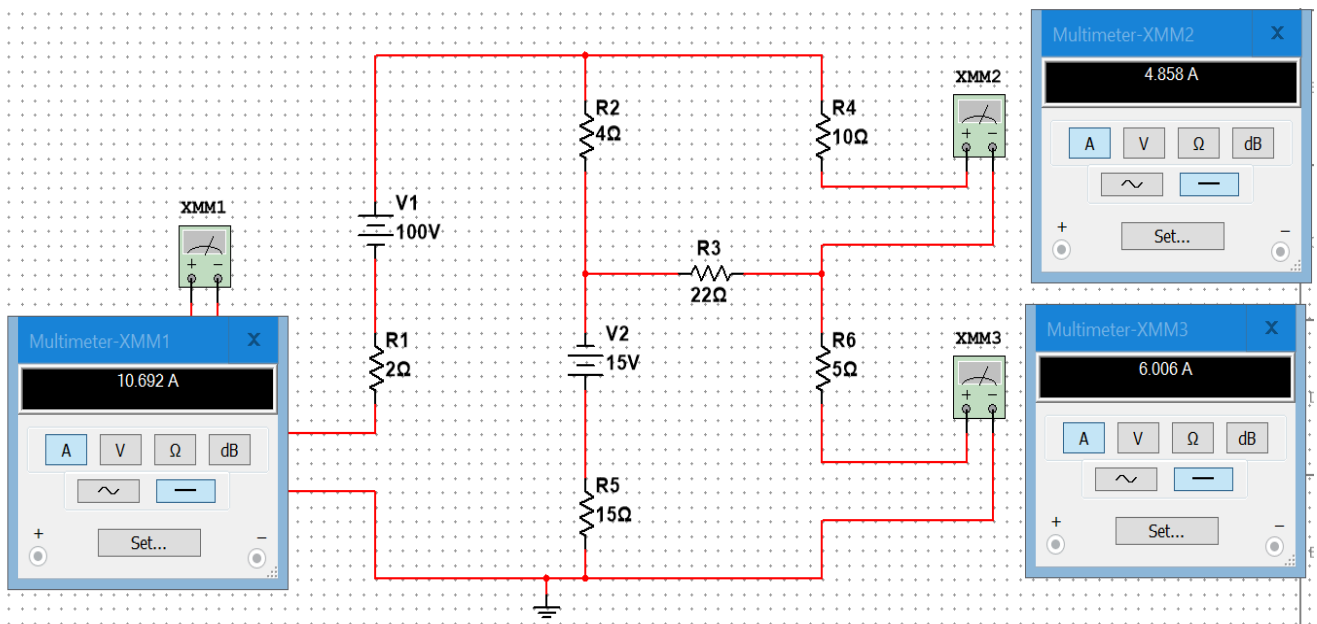 XMM1
+ −
Multimeter-XMM1 X
10.692 A
A V Ω dB
+ −
Set...
V1
100V
R1
2Ω
R2
4Ω
R4
10Ω
XMM2
+ −
R3
22Ω
V2
15V
R6
5Ω
XMM3
+ −
R5
15Ω
Multimeter-XMM2 X
4.858 A
A V Ω dB
+ −
Set...
Multimeter-XMM3 X
6.006 A
A V Ω dB
+ −
Set...